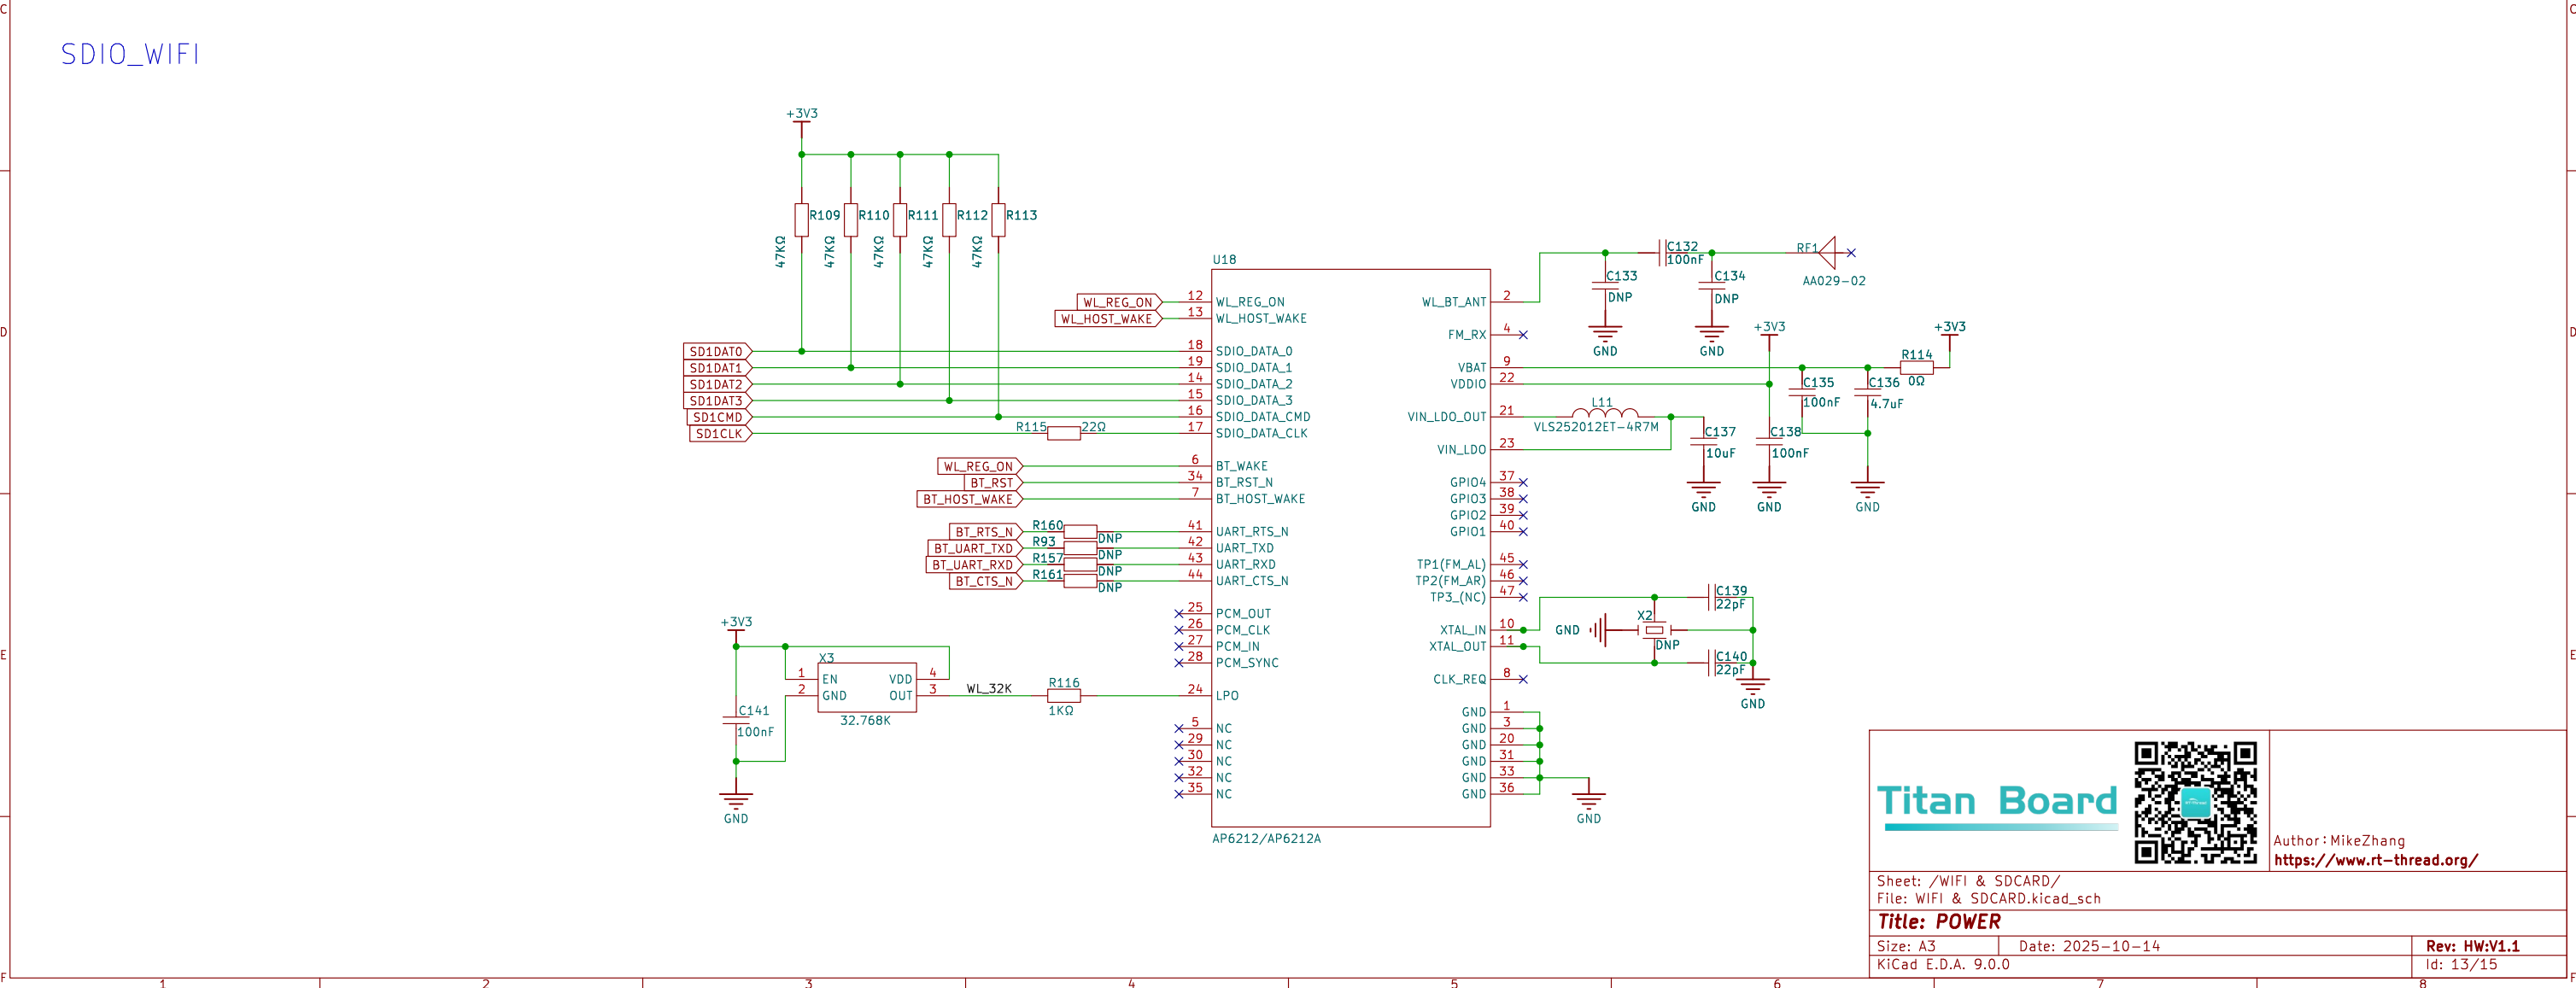 SDIO_WIFI
+3V3
R109
R110
R111
R112
R113
47KΩ
47KΩ
47KΩ
47KΩ
47KΩ
SD1DAT0
SD1DAT1
SD1DAT2
SD1DAT3
SD1CMD
SD1CLK
R115
22Ω
WL_REG_ON
WL_HOST_WAKE
WL_REG_ON
BT_RST
BT_HOST_WAKE
BT_RTS_N
BT_UART_TXD
BT_UART_RXD
BT_CTS_N
R160
DNP
R93
DNP
R157
DNP
R161
DNP
+3V3
X3
1 EN
2 GND
VDD 4
OUT 3
32.768K
C141
100nF
GND
WL_32K
R116
1KΩ
U18
12 WL_REG_ON
13 WL_HOST_WAKE
18 SDIO_DATA_0
19 SDIO_DATA_1
14 SDIO_DATA_2
15 SDIO_DATA_3
16 SDIO_DATA_CMD
17 SDIO_DATA_CLK
6 BT_WAKE
34 BT_RST_N
7 BT_HOST_WAKE
41 UART_RTS_N
42 UART_TXD
43 UART_RXD
44 UART_CTS_N
25 PCM_OUT
26 PCM_CLK
27 PCM_IN
28 PCM_SYNC
24 LPO
5 NC
29 NC
30 NC
32 NC
35 NC
WL_BT_ANT 2
FM_RX 4
VBAT 9
VDDIO 22
VIN_LDO_OUT 21
VIN_LDO 23
GPIO4 37
GPIO3 38
GPIO2 39
GPIO1 40
TP1(FM_AL) 45
TP2(FM_AR) 46
TP3_(NC) 47
XTAL_IN 10
XTAL_OUT 11
CLK_REQ 8
GND 1
GND 3
GND 20
GND 31
GND 33
GND 36
AP6212/AP6212A
GND
C132
100nF
C133
DNP
GND
C134
DNP
GND
RF1
AA029-02
+3V3
+3V3
R114
0Ω
C135
100nF
C136
4.7uF
L11
VLS252012ET-4R7M
C137
10uF
C138
100nF
GND
GND
GND
C139
22pF
X2
GND
DNP
C140
22pF
GND
Titan Board
Author:MikeZhang
https://www.rt-thread.org/
Sheet: /WIFI & SDCARD/
File: WIFI & SDCARD.kicad_sch
Title: POWER
Size: A3
Date: 2025-10-14
Rev: HW:V1.1
KiCad E.D.A. 9.0.0
Id: 13/15
C
D
E
F
C
D
E
F
1
2
3
4
5
6
7
8